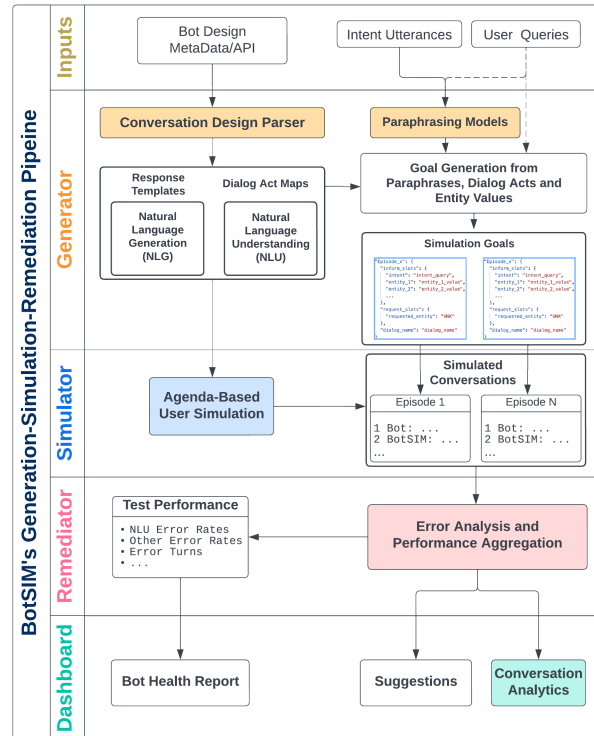 BotSIM's Generation-Simulation-Remediation Pipeline
Inputs
Bot Design
MetaData/API
Intent Utterances
User Queries
Generator
Conversation Design Parser
Paraphrasing Models
Response
Templates
Dialog Act Maps
Natural
Language
Generation
(NLG)
Natural
Language
Understanding
(NLU)
Goal Generation from
Paraphrases, Dialog Acts and
Entity Values
Simulation Goals
"Episode_x": {
"inform_slots": {
"intent": "intent_query",
"entity_1": "entity_1_value",
"entity_2": "entity_2_value",
...
},
"request_slots": {
"requested_entity": "UNK"
},
"dialog_name": "dialog_name"
}
"Episode_x": {
"inform_slots": {
"intent": "intent_query",
"entity_1": "entity_1_value",
"entity_2": "entity_2_value",
...
},
"request_slots": {
"requested_entity": "UNK"
},
"dialog_name": "dialog_name"
}
Simulator
Agenda-Based
User Simulation
Simulated
Conversations
Episode 1
1 Bot: ...
2 BotSIM: ...
...
Episode N
1 Bot: ...
2 BotSIM: ...
...
Remediator
Test Performance
• NLU Error Rates
• Other Error Rates
• Error Turns
• ...
Error Analysis and
Performance Aggregation
Dashboard
Bot Health Report
Suggestions
Conversation
Analytics